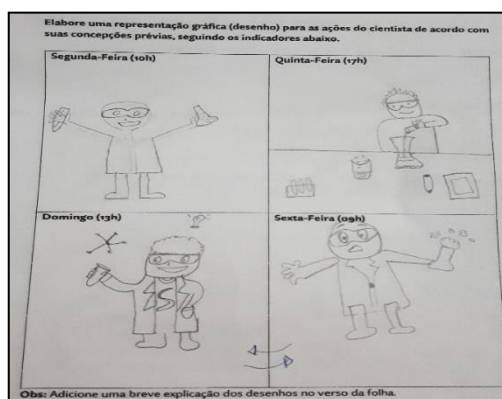 Elabore uma representação gráfica (desenho) para as ações do cientista de acordo com
suas concepções prévias, seguindo os indicadores abaixo.
Segunda-Feira (10h)
Quinta-Feira (17h)
Domingo (13h)
Sexta-Feira (09h)
Obs: Adicione uma breve explicação dos desenhos no verso da folha.